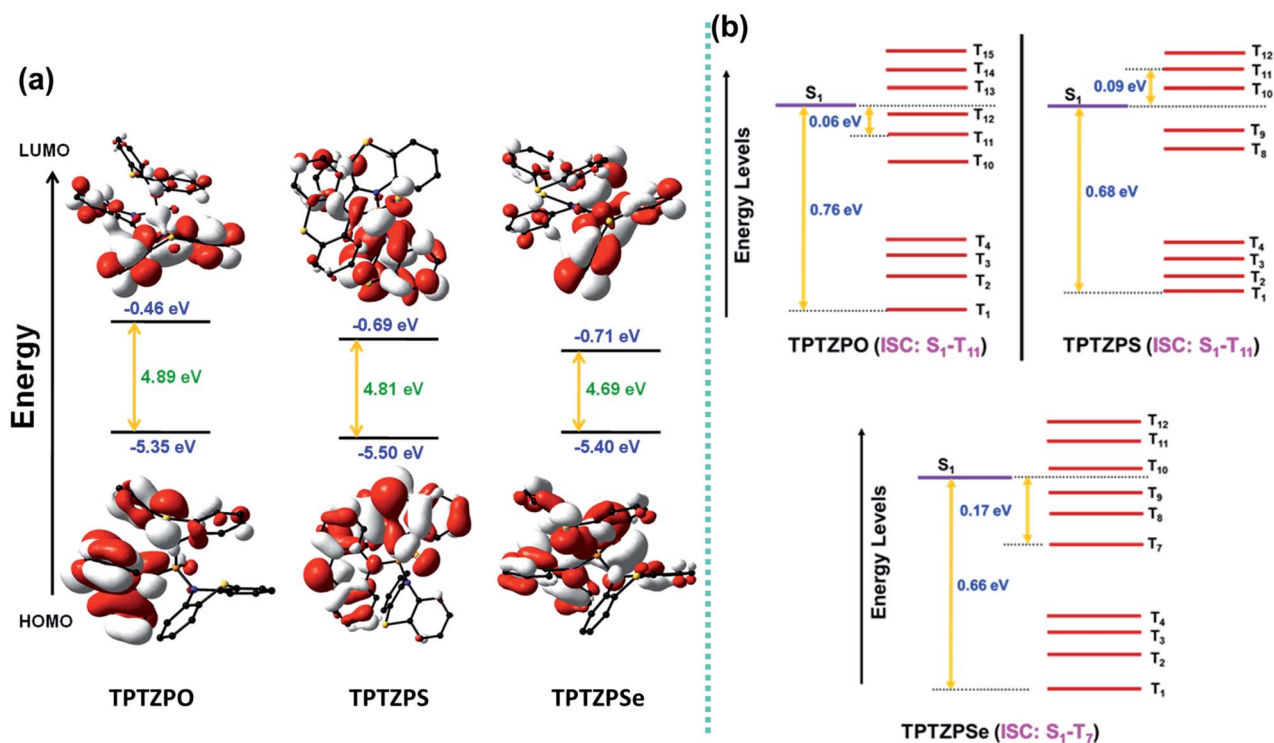 (a)
LUMO
Energy
HOMO
-0.46 eV
4.89 eV
-5.35 eV
TPTZPO
-0.69 eV
4.81 eV
-5.50 eV
TPTZPS
-0.71 eV
4.69 eV
-5.40 eV
TPTZPSe
(b)
Energy Levels
S₁
0.06 eV
0.76 eV
T₁₅
T₁₄
T₁₃
T₁₂
T₁₁
T₁₀
T₄
T₃
T₂
T₁
TPTZPO (ISC: S₁-T₁₁)
S₁
0.09 eV
0.68 eV
T₁₂
T₁₁
T₁₀
T₉
T₈
T₄
T₃
T₂
T₁
TPTZPS (ISC: S₁-T₁₁)
Energy Levels
S₁
0.17 eV
0.66 eV
T₁₂
T₁₁
T₁₀
T₉
T₈
T₇
T₄
T₃
T₂
T₁
TPTZPSe (ISC: S₁-T₇)